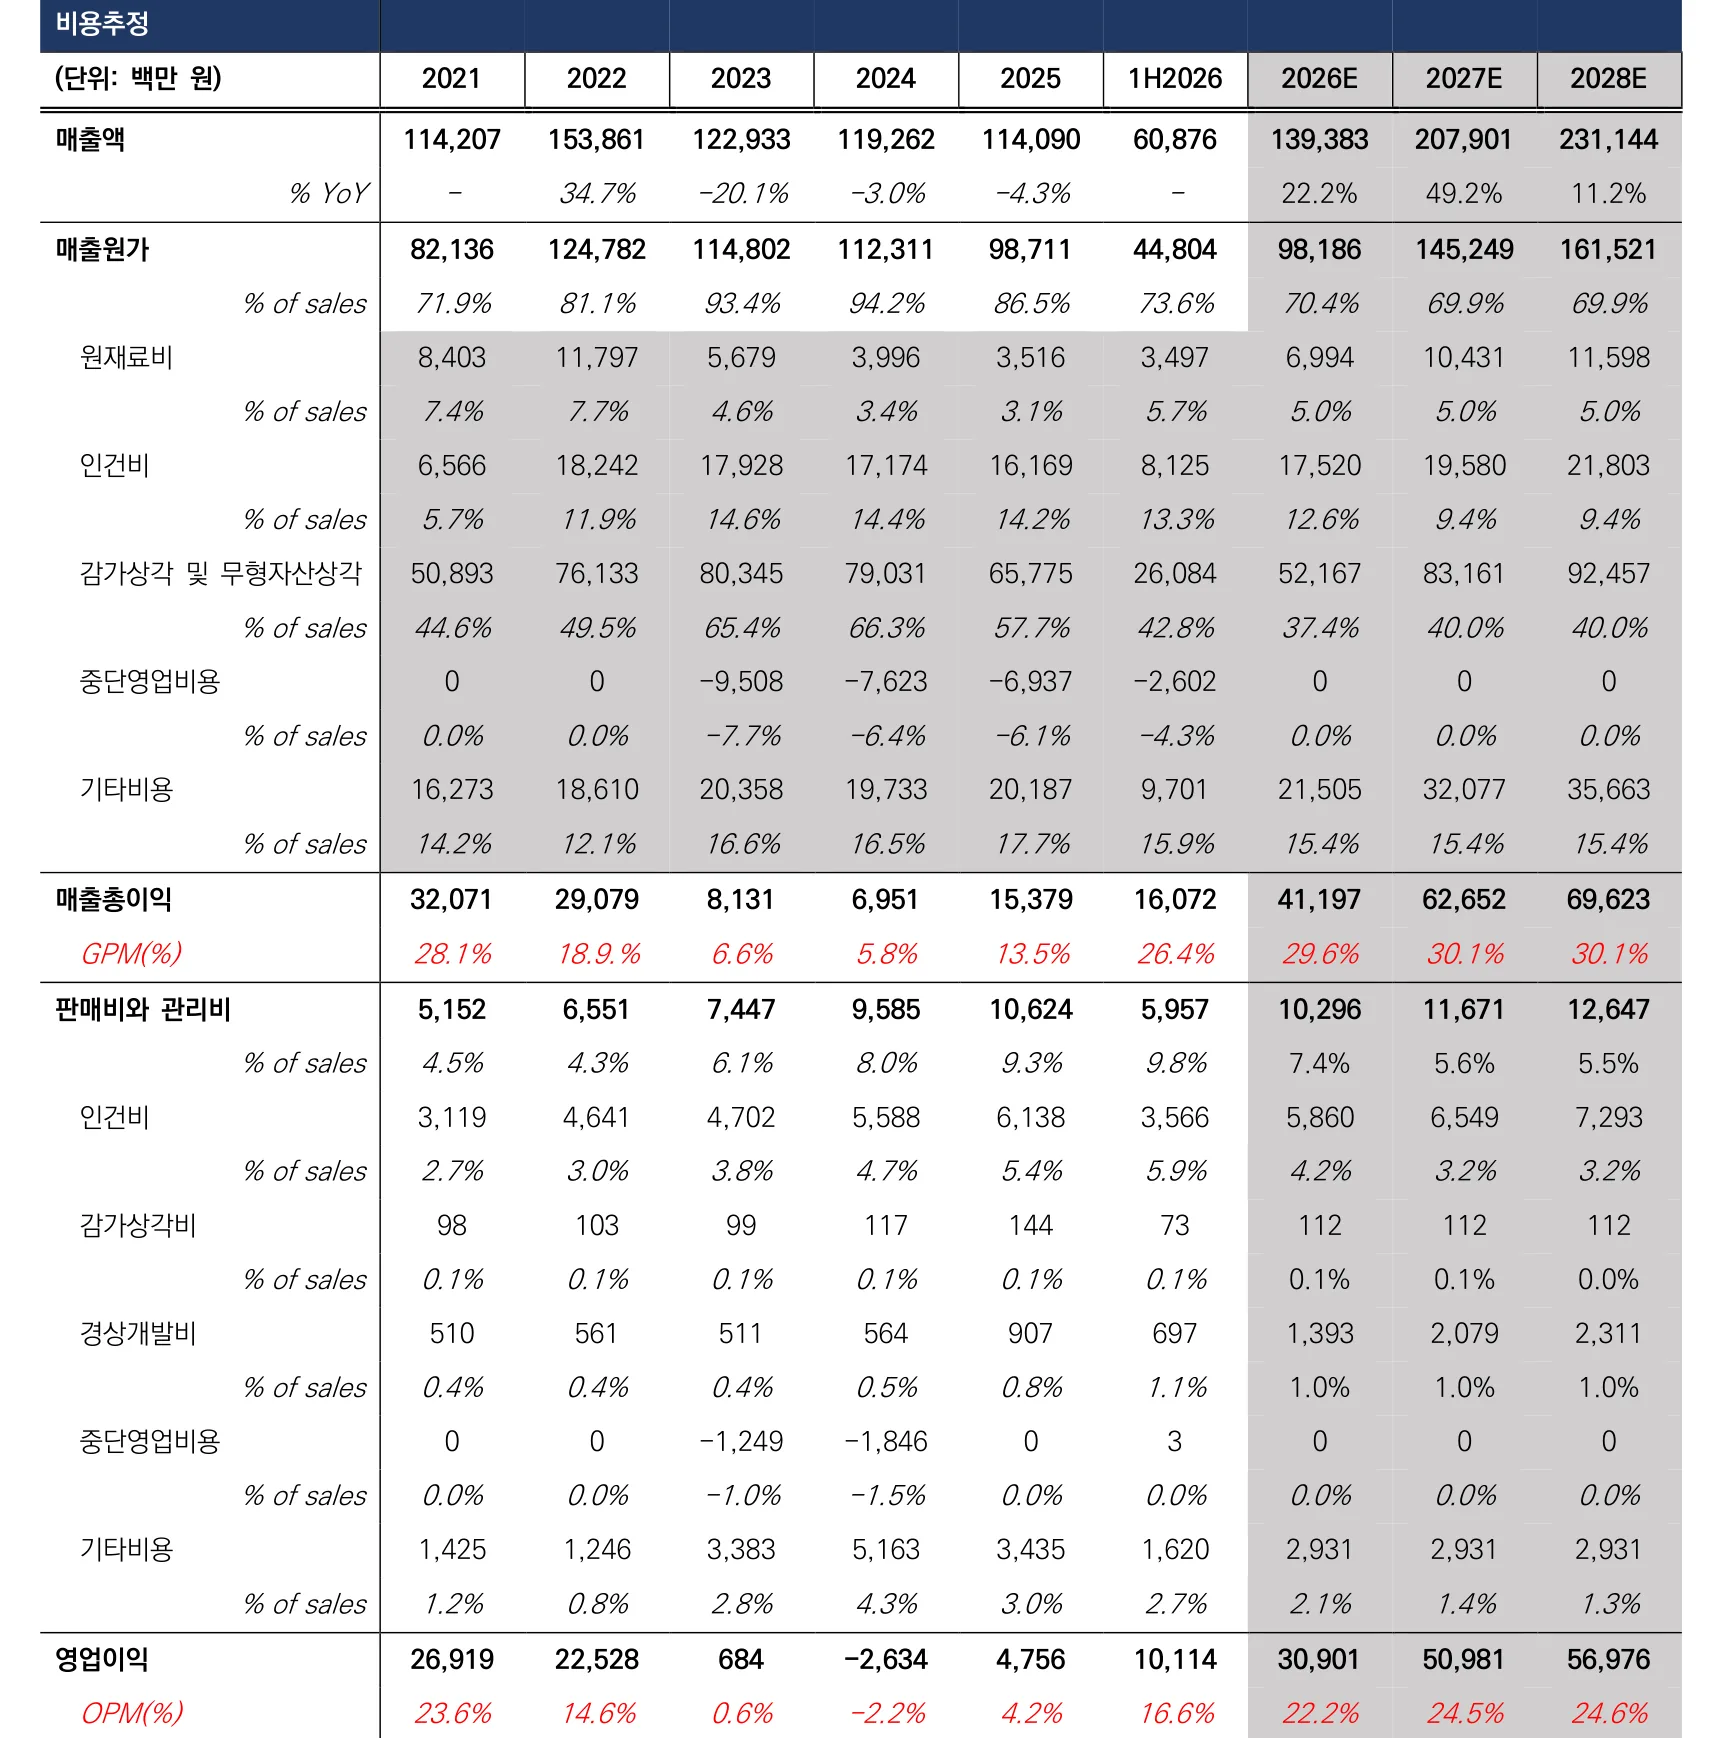 비용추정
(단위: 백만 원) 2021 2022 2023 2024 2025 1H2026 2026E 2027E 2028E
매출액 114,207 153,861 122,933 119,262 114,090 60,876 139,383 207,901 231,144
% YoY - 34.7% -20.1% -3.0% -4.3% - 22.2% 49.2% 11.2%
매출원가 82,136 124,782 114,802 112,311 98,711 44,804 98,186 145,249 161,521
% of sales 71.9% 81.1% 93.4% 94.2% 86.5% 73.6% 70.4% 69.9% 69.9%
원재료비 8,403 11,797 5,679 3,996 3,516 3,497 6,994 10,431 11,598
% of sales 7.4% 7.7% 4.6% 3.4% 3.1% 5.7% 5.0% 5.0% 5.0%
인건비 6,566 18,242 17,928 17,174 16,169 8,125 17,520 19,580 21,803
% of sales 5.7% 11.9% 14.6% 14.4% 14.2% 13.3% 12.6% 9.4% 9.4%
감가상각 및 무형자산상각 50,893 76,133 80,345 79,031 65,775 26,084 52,167 83,161 92,457
% of sales 44.6% 49.5% 65.4% 66.3% 57.7% 42.8% 37.4% 40.0% 40.0%
중단영업비용 0 0 -9,508 -7,623 -6,937 -2,602 0 0 0
% of sales 0.0% 0.0% -7.7% -6.4% -6.1% -4.3% 0.0% 0.0% 0.0%
기타비용 16,273 18,610 20,358 19,733 20,187 9,701 21,505 32,077 35,663
% of sales 14.2% 12.1% 16.6% 16.5% 17.7% 15.9% 15.4% 15.4% 15.4%
매출총이익 32,071 29,079 8,131 6,951 15,379 16,072 41,197 62,652 69,623
GPM(%) 28.1% 18.9.% 6.6% 5.8% 13.5% 26.4% 29.6% 30.1% 30.1%
판매비와 관리비 5,152 6,551 7,447 9,585 10,624 5,957 10,296 11,671 12,647
% of sales 4.5% 4.3% 6.1% 8.0% 9.3% 9.8% 7.4% 5.6% 5.5%
인건비 3,119 4,641 4,702 5,588 6,138 3,566 5,860 6,549 7,293
% of sales 2.7% 3.0% 3.8% 4.7% 5.4% 5.9% 4.2% 3.2% 3.2%
감가상각비 98 103 99 117 144 73 112 112 112
% of sales 0.1% 0.1% 0.1% 0.1% 0.1% 0.1% 0.1% 0.1% 0.0%
경상개발비 510 561 511 564 907 697 1,393 2,079 2,311
% of sales 0.4% 0.4% 0.4% 0.5% 0.8% 1.1% 1.0% 1.0% 1.0%
중단영업비용 0 0 -1,249 -1,846 0 3 0 0 0
% of sales 0.0% 0.0% -1.0% -1.5% 0.0% 0.0% 0.0% 0.0% 0.0%
기타비용 1,425 1,246 3,383 5,163 3,435 1,620 2,931 2,931 2,931
% of sales 1.2% 0.8% 2.8% 4.3% 3.0% 2.7% 2.1% 1.4% 1.3%
영업이익 26,919 22,528 684 -2,634 4,756 10,114 30,901 50,981 56,976
OPM(%) 23.6% 14.6% 0.6% -2.2% 4.2% 16.6% 22.2% 24.5% 24.6%